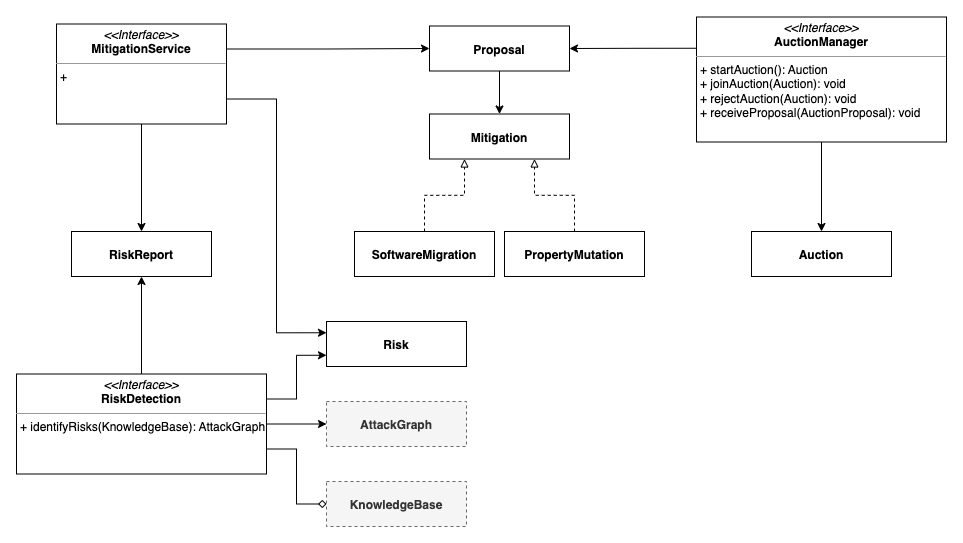 <<Interface>>
MitigationService
+
Proposal
<<Interface>>
AuctionManager
+ startAuction(): Auction
+ joinAuction(Auction): void
+ rejectAuction(Auction): void
+ receiveProposal(AuctionProposal): void
Mitigation
RiskReport
SoftwareMigration
PropertyMutation
Auction
Risk
<<Interface>>
RiskDetection
+ identifyRisks(KnowledgeBase): AttackGraph
AttackGraph
KnowledgeBase